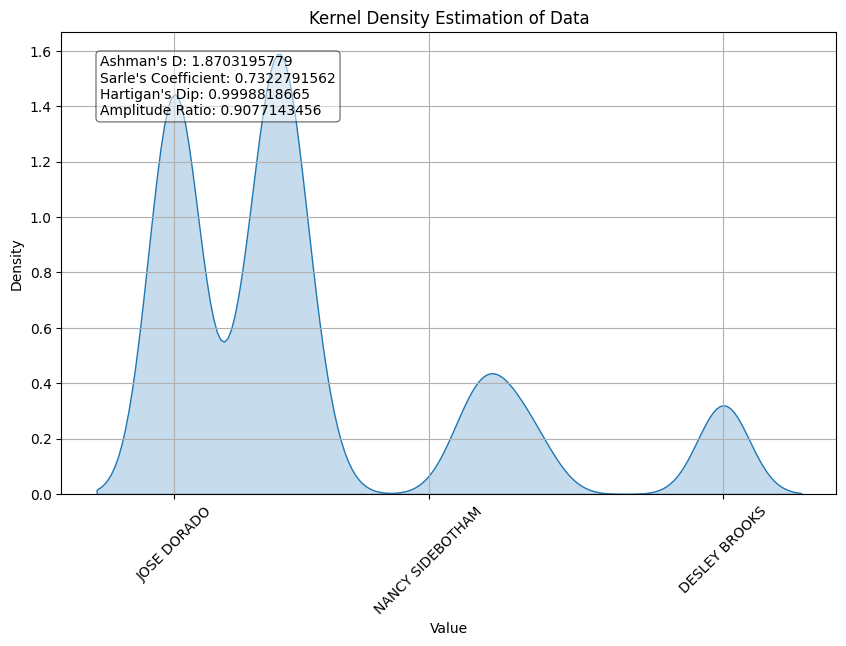 Kernel Density Estimation of Data
Ashman's D: 1.8703195779
Sarle's Coefficient: 0.7322791562
Hartigan's Dip: 0.9998818665
Amplitude Ratio: 0.9077143456
Density
1.6
1.4
1.2
1.0
0.8
0.6
0.4
0.2
0.0
JOSE DORADO
NANCY SIDEBOTHAM
DESLEY BROOKS
Value